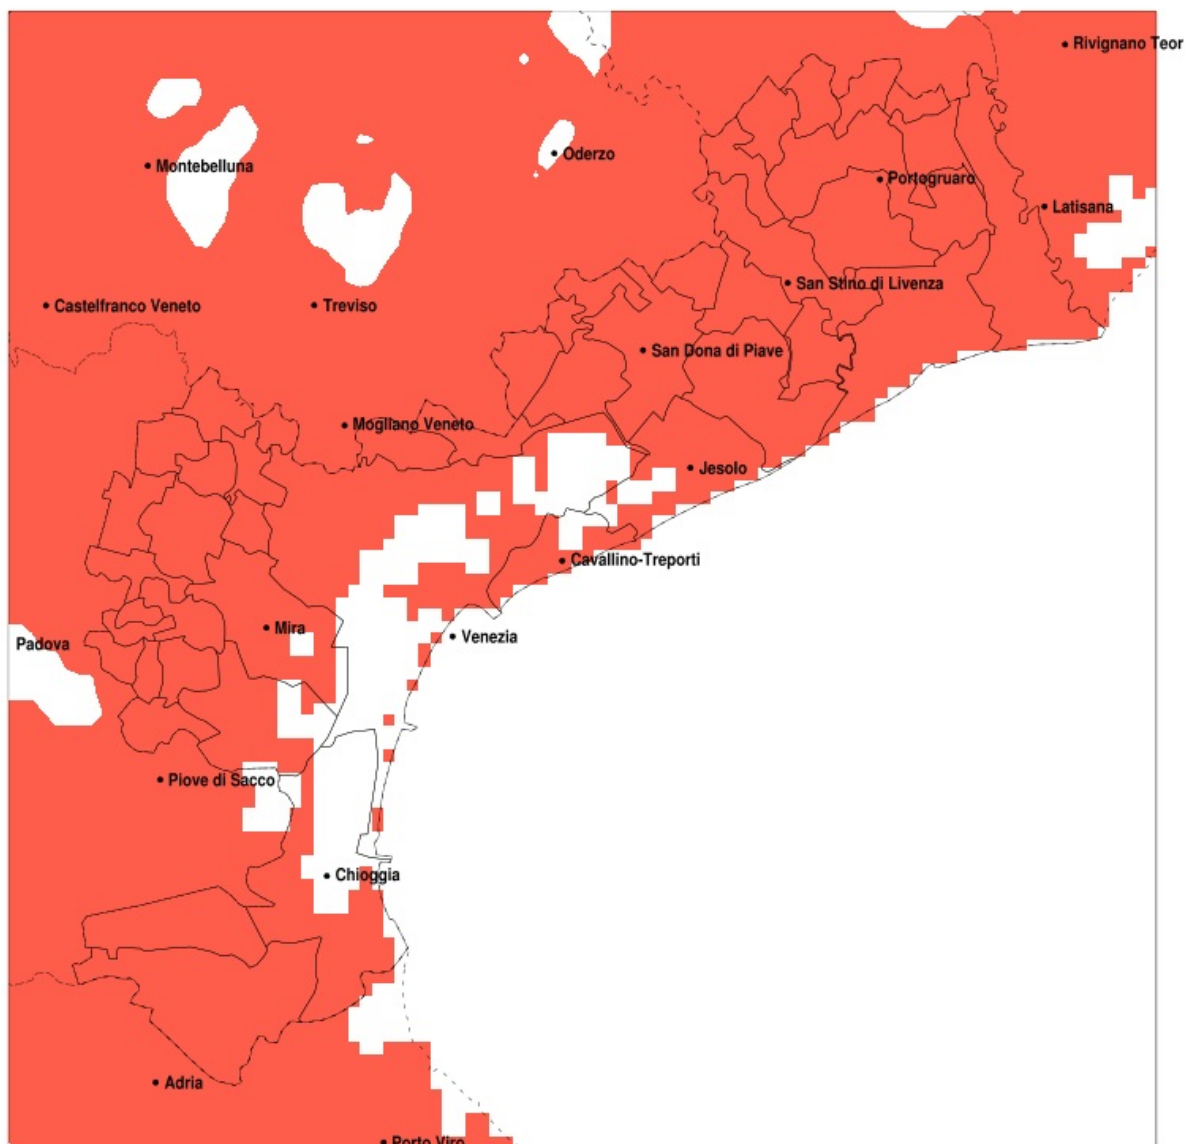 Rivignano Teor
Oderzo
Montebelluna
Portogruaro
Latisana
San Stino di Livenza
Castelfranco Veneto
Treviso
San Dona di Piave
Mogliano Veneto
Jesolo
Cavallino-Treporti
Mira
Venezia
Padova
Piove di Sacco
Chioggia
Adria
Porto Viro